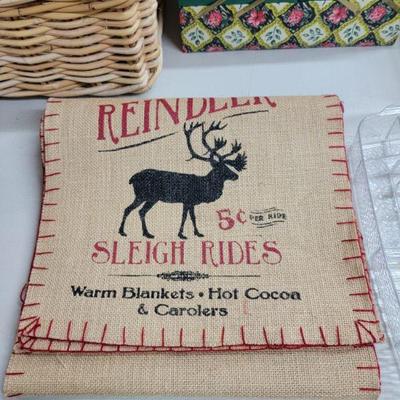 REINDEER
5¢ PER RIDE
SLEIGH RIDES
Warm Blankets • Hot Cocoa
& Carolers